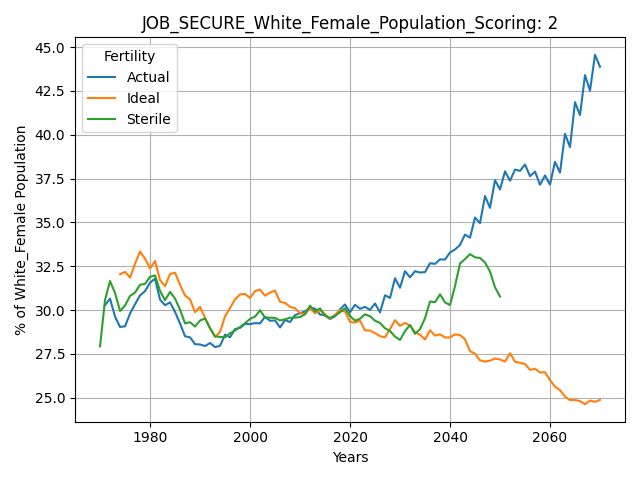 JOB_SECURE_White_Female_Population_Scoring: 2
Fertility
Actual
Ideal
Sterile
% of White_Female Population
45.0
42.5
40.0
37.5
35.0
32.5
30.0
27.5
25.0
1980 2000 2020 2040 2060
Years